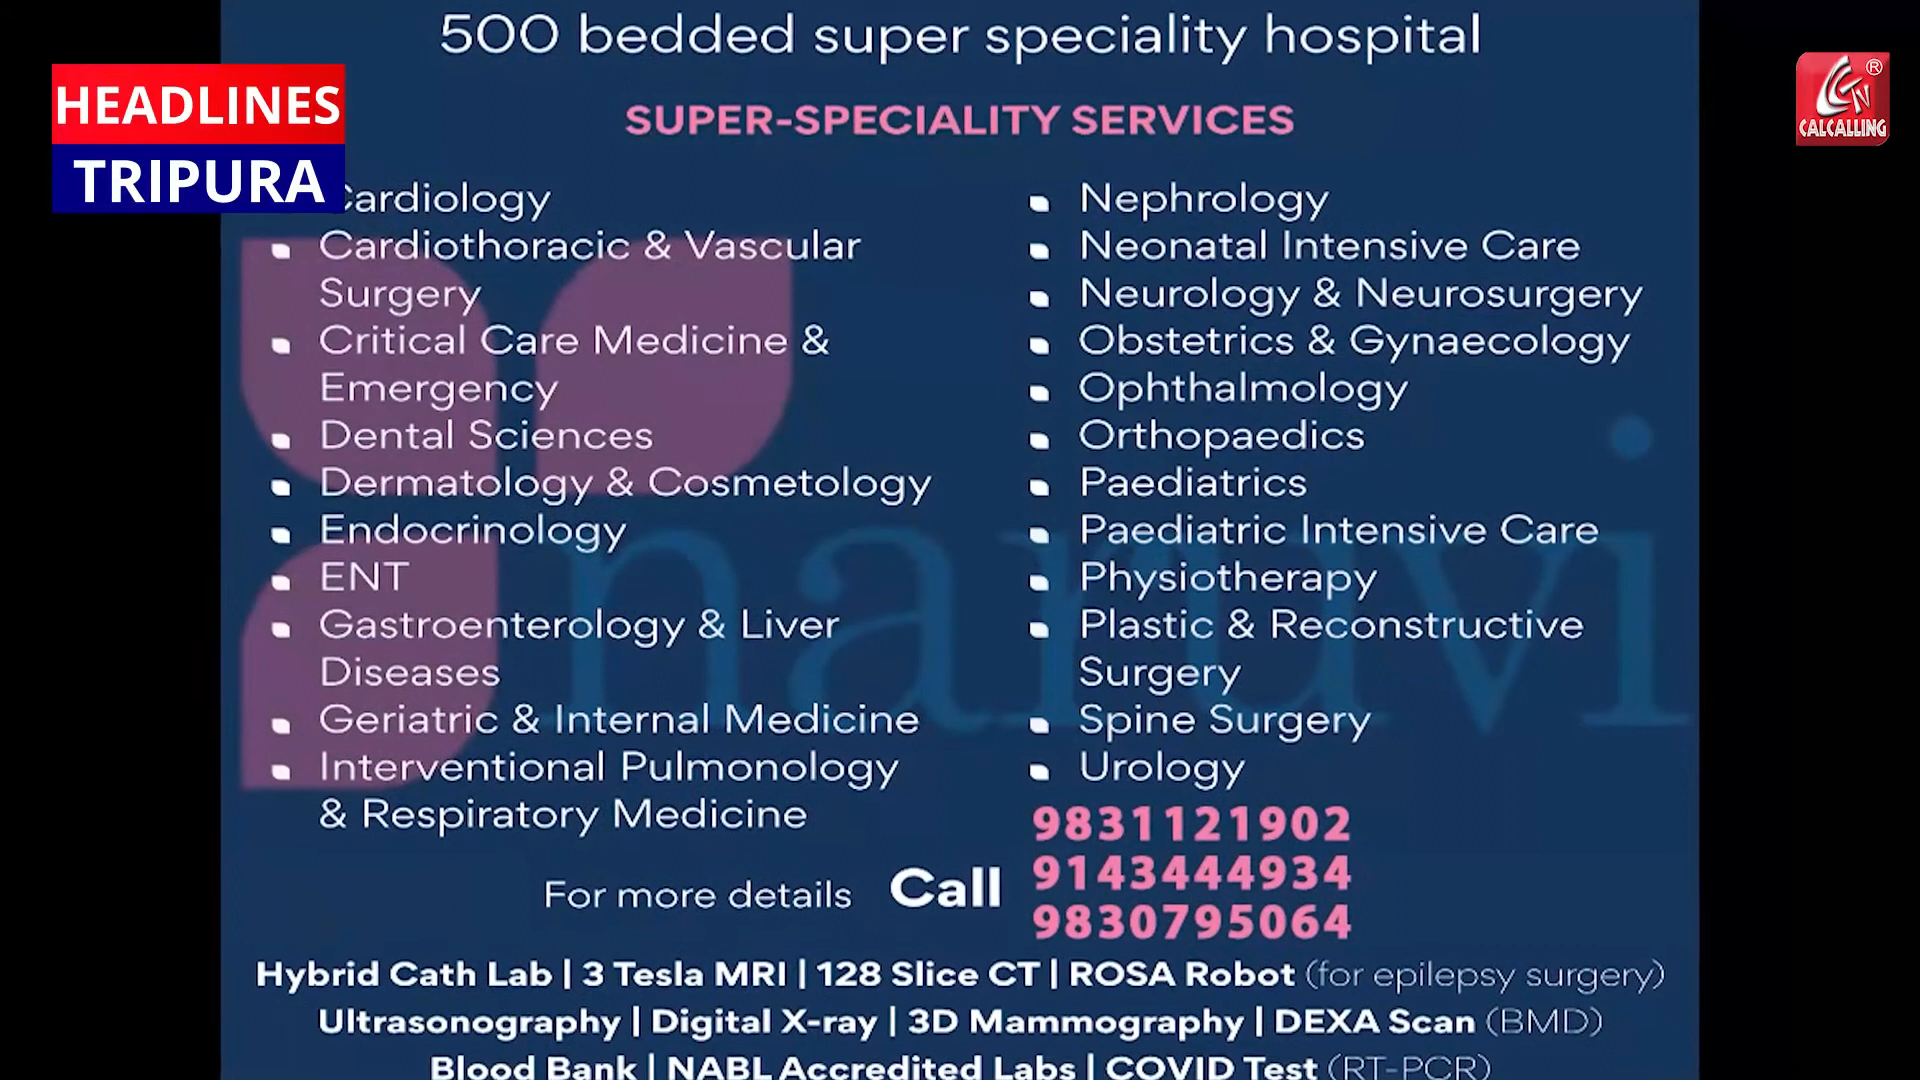 500 bedded super speciality hospital
HEADLINES
TRIPURA
® 
CTV
CALCALLING
SUPER-SPECIALITY SERVICES
Cardiology
Cardiothoracic & Vascular
Surgery
Critical Care Medicine &
Emergency
Dental Sciences
Dermatology & Cosmetology
Endocrinology
ENT
Gastroenterology & Liver
Diseases
Geriatric & Internal Medicine
Interventional Pulmonology
& Respiratory Medicine
Nephrology
Neonatal Intensive Care
Neurology & Neurosurgery
Obstetrics & Gynaecology
Ophthalmology
Orthopaedics
Paediatrics
Paediatric Intensive Care
Physiotherapy
Plastic & Reconstructive
Surgery
Spine Surgery
Urology
naruvi
For more details Call
9831121902
9143444934
9830795064
Hybrid Cath Lab | 3 Tesla MRI | 128 Slice CT | ROSA Robot (for epilepsy surgery)
Ultrasonography | Digital X-ray | 3D Mammography | DEXA Scan (BMD)
Blood Bank | NABL Accredited Labs | COVID Test (RT-PCR)